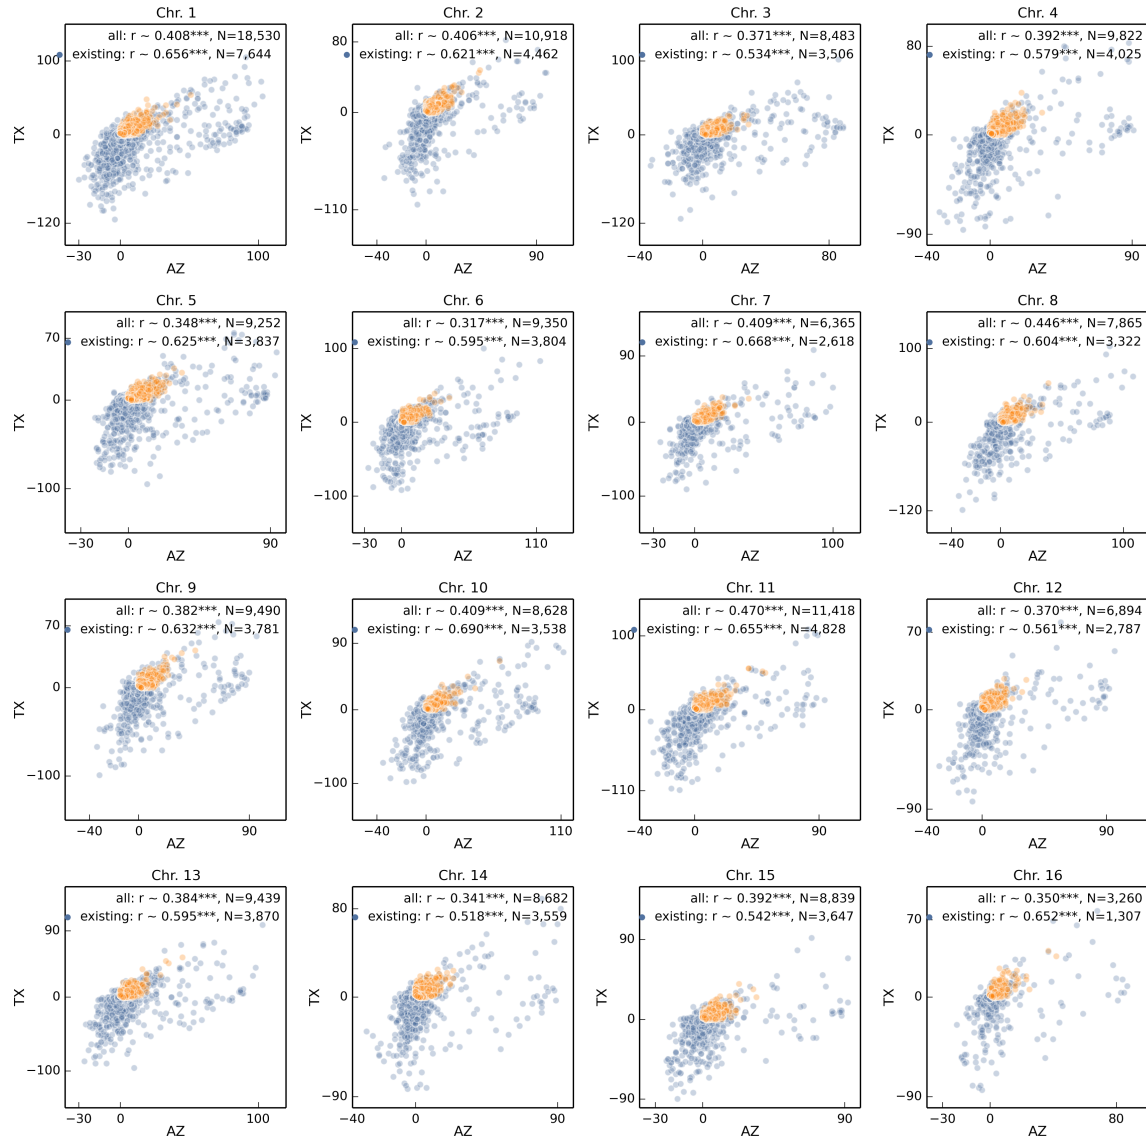 Chr. 1
all: r ~ 0.408***, N=18,530
existing: r ~ 0.656***, N=7,644
100
0
−120
TX
−30 0 100
AZ
Chr. 2
all: r ~ 0.406***, N=10,918
existing: r ~ 0.621***, N=4,462
80
0
−110
TX
−40 0 90
AZ
Chr. 3
all: r ~ 0.371***, N=8,483
existing: r ~ 0.534***, N=3,506
100
0
−120
TX
−40 0 80
AZ
Chr. 4
all: r ~ 0.392***, N=9,822
existing: r ~ 0.579***, N=4,025
80
0
−90
TX
−40 0 90
AZ
Chr. 5
all: r ~ 0.348***, N=9,252
existing: r ~ 0.625***, N=3,837
70
0
−100
TX
−30 0 90
AZ
Chr. 6
all: r ~ 0.317***, N=9,350
existing: r ~ 0.595***, N=3,804
100
0
−100
TX
−30 0 110
AZ
Chr. 7
all: r ~ 0.409***, N=6,365
existing: r ~ 0.668***, N=2,618
90
0
−100
TX
−30 0 100
AZ
Chr. 8
all: r ~ 0.446***, N=7,865
existing: r ~ 0.604***, N=3,322
100
0
−120
TX
−40 0 100
AZ
Chr. 9
all: r ~ 0.382***, N=9,490
existing: r ~ 0.632***, N=3,781
70
0
−100
TX
−40 0 90
AZ
Chr. 10
all: r ~ 0.409***, N=8,628
existing: r ~ 0.690***, N=3,538
90
0
−100
TX
−40 0 110
AZ
Chr. 11
all: r ~ 0.470***, N=11,418
existing: r ~ 0.655***, N=4,828
100
0
−110
TX
−40 0 90
AZ
Chr. 12
all: r ~ 0.370***, N=6,894
existing: r ~ 0.561***, N=2,787
70
0
−90
TX
−40 0 90
AZ
Chr. 13
all: r ~ 0.384***, N=9,439
existing: r ~ 0.595***, N=3,870
90
0
−100
TX
−30 0 100
AZ
Chr. 14
all: r ~ 0.341***, N=8,682
existing: r ~ 0.518***, N=3,559
80
0
−90
TX
−40 0 90
AZ
Chr. 15
all: r ~ 0.392***, N=8,839
existing: r ~ 0.542***, N=3,647
90
0
−90
TX
−30 0 90
AZ
Chr. 16
all: r ~ 0.350***, N=3,260
existing: r ~ 0.652***, N=1,307
70
0
−90
TX
−40 0 80
AZ